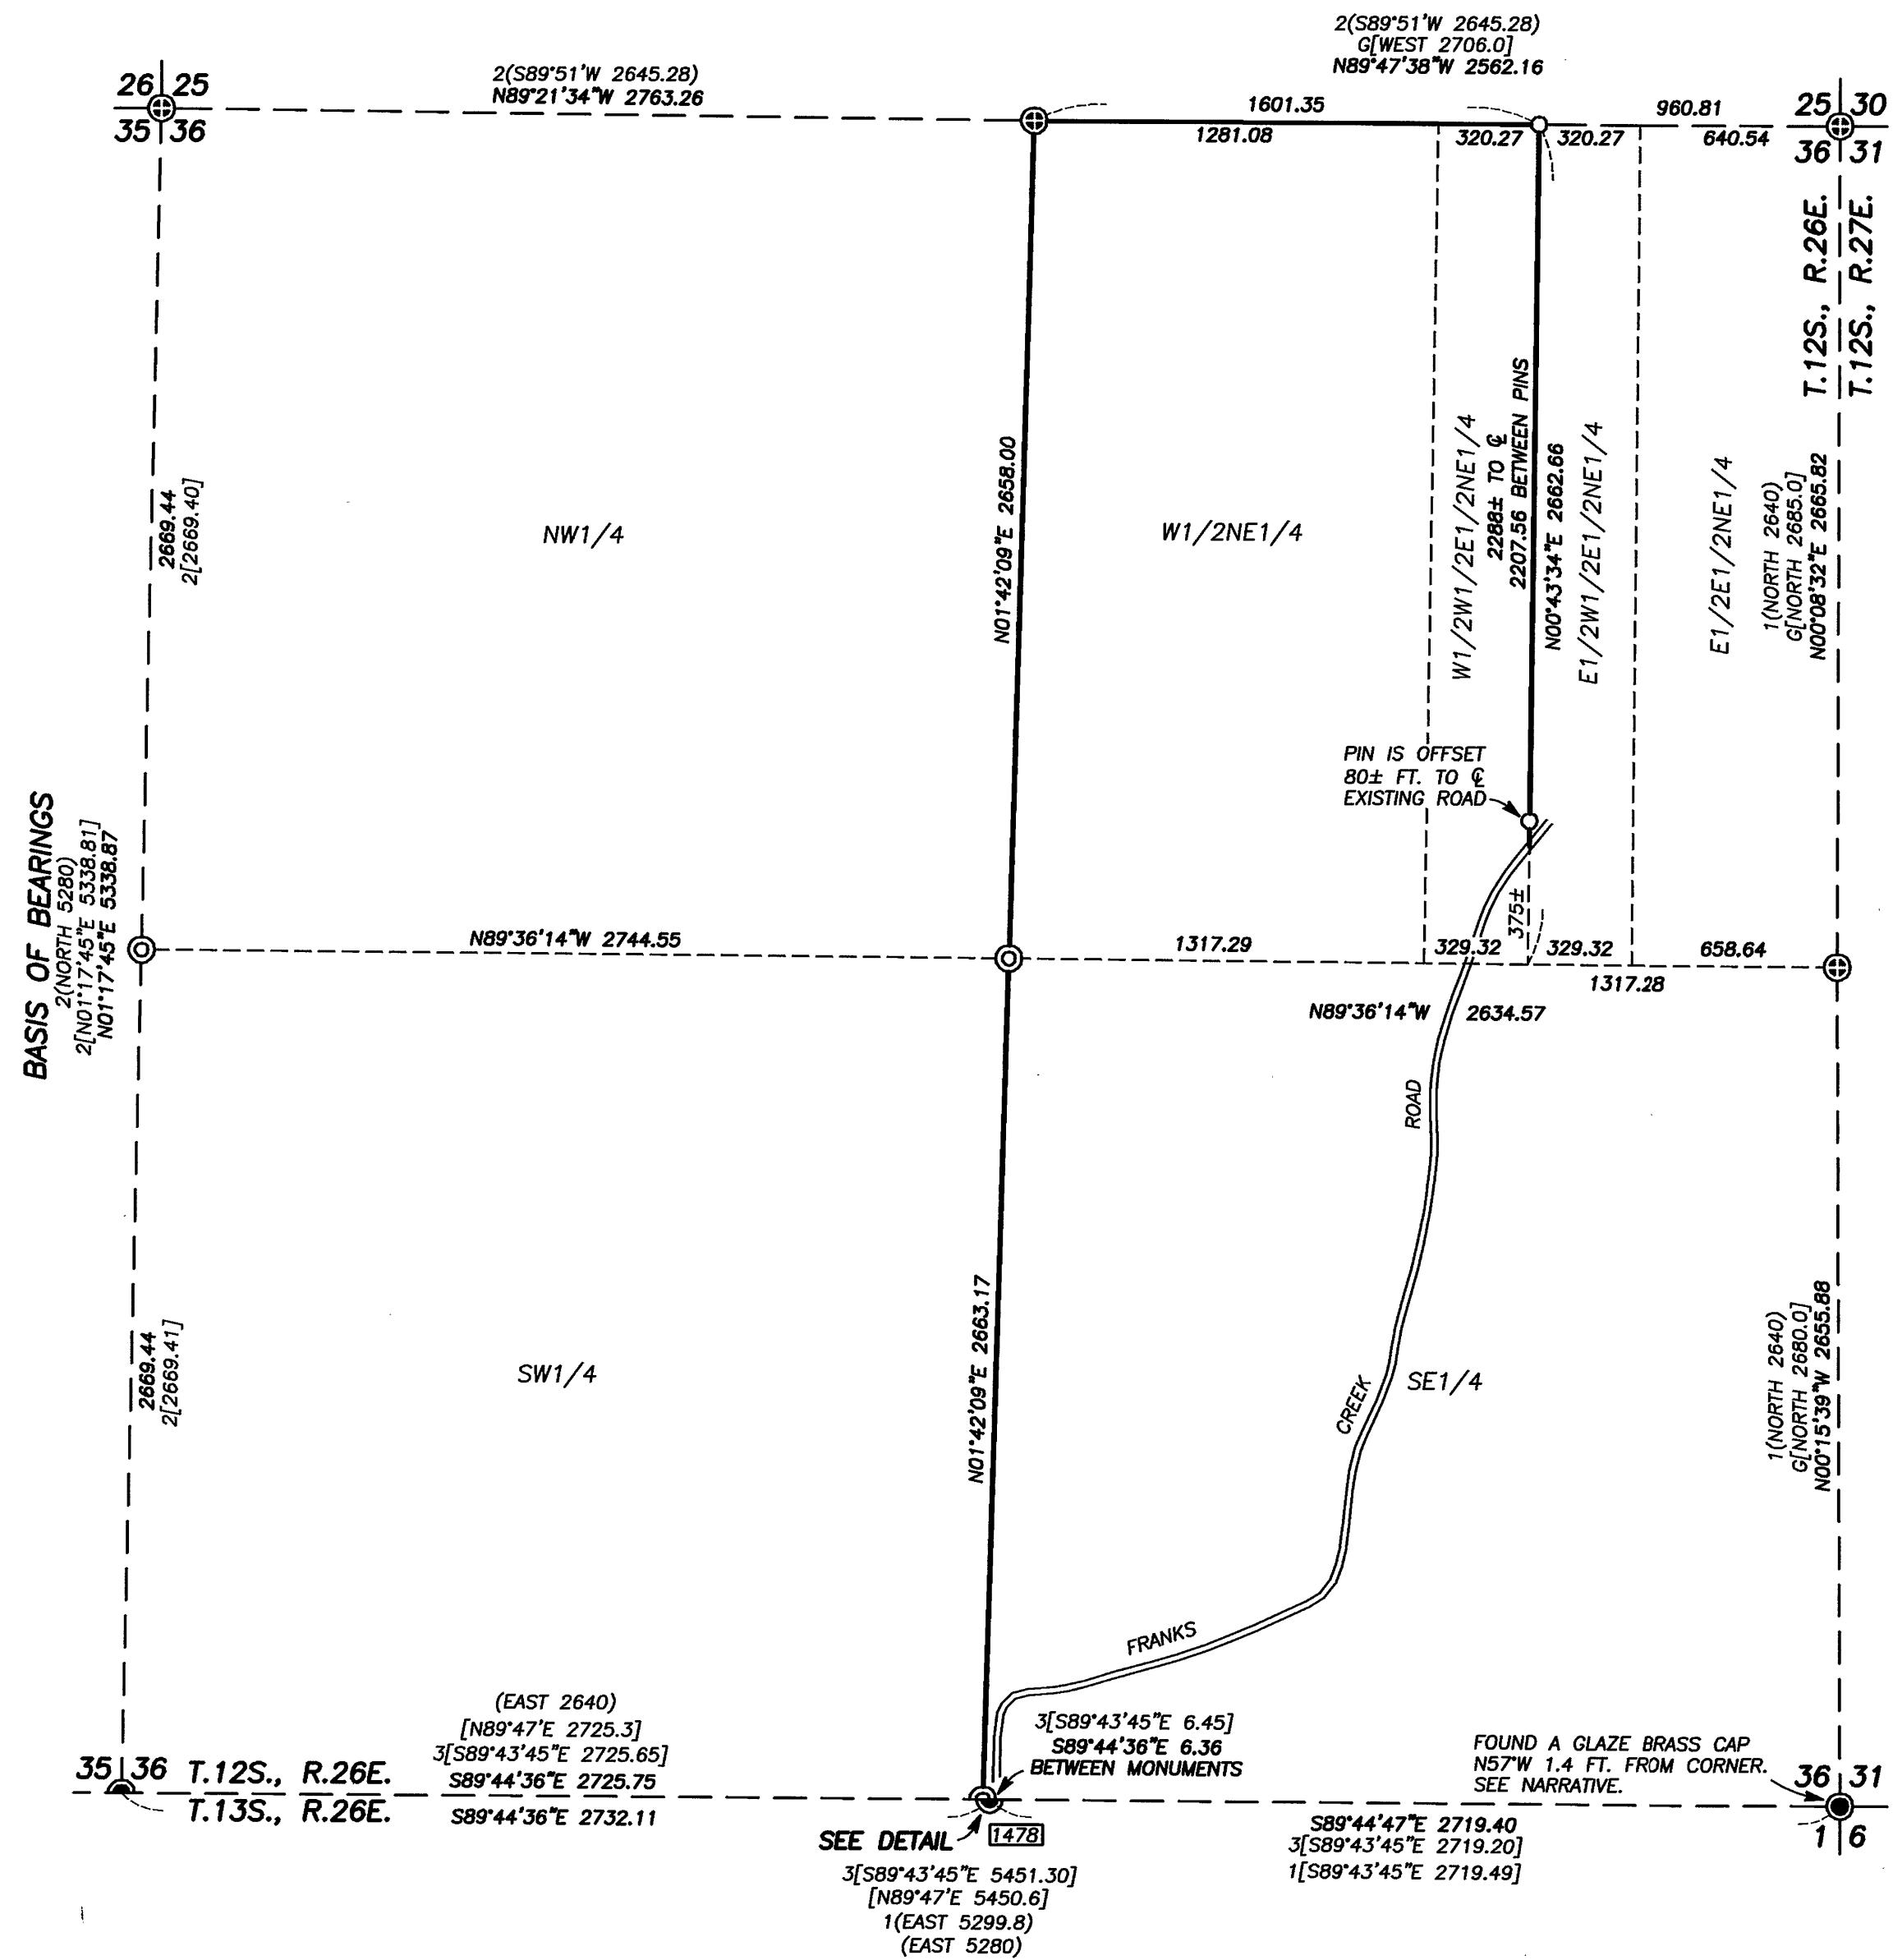 2(S89°51'W 2645.28)
G[WEST 2706.0]
N89°47'38"W 2562.16
2(S89°51'W 2645.28)
N89°21'34"W 2763.26
26 25
35 36
1601.35
960.81
25 30
36 31
1281.08
320.27
320.27
640.54
T.12S., R.26E.
T.12S., R.27E.
2669.44
2[2669.40]
NW1/4
N01°42'09"E 2658.00
W1/2NE1/4
W1/2W1/2E1/2NE1/4
2288± TO ℄
2207.56 BETWEEN PINS
N00°43'34"E 2662.66
E1/2W1/2E1/2NE1/4
E1/2E1/2NE1/4
1(NORTH 2640)
G[NORTH 2685.0]
N00°08'32"E 2665.82
PIN IS OFFSET
80± FT. TO ℄
EXISTING ROAD
BASIS OF BEARINGS
2(NORTH 5280)
2[N01°17'45"E 5338.81]
N01°17'45"E 5338.87
N89°36'14"W 2744.55
1317.29
329.32
375±
329.32
658.64
1317.28
N89°36'14"W 2634.57
ROAD
2669.44
2[2669.41]
SW1/4
N01°42'09"E 2663.17
CREEK
SE1/4
1(NORTH 2640)
G[NORTH 2680.0]
N00°15'39"W 2655.88
FRANKS
(EAST 2640)
[N89°47'E 2725.3]
3[S89°43'45"E 2725.65]
S89°44'36"E 2725.75
35 36 T.12S., R.26E.
T.13S., R.26E.
S89°44'36"E 2732.11
3[S89°43'45"E 6.45]
S89°44'36"E 6.36
BETWEEN MONUMENTS
FOUND A GLAZE BRASS CAP
N57°W 1.4 FT. FROM CORNER.
SEE NARRATIVE.
36 31
1 6
SEE DETAIL
1478
S89°44'47"E 2719.40
3[S89°43'45"E 2719.20]
1[S89°43'45"E 2719.49]
3[S89°43'45"E 5451.30]
[N89°47'E 5450.6]
1(EAST 5299.8)
(EAST 5280)